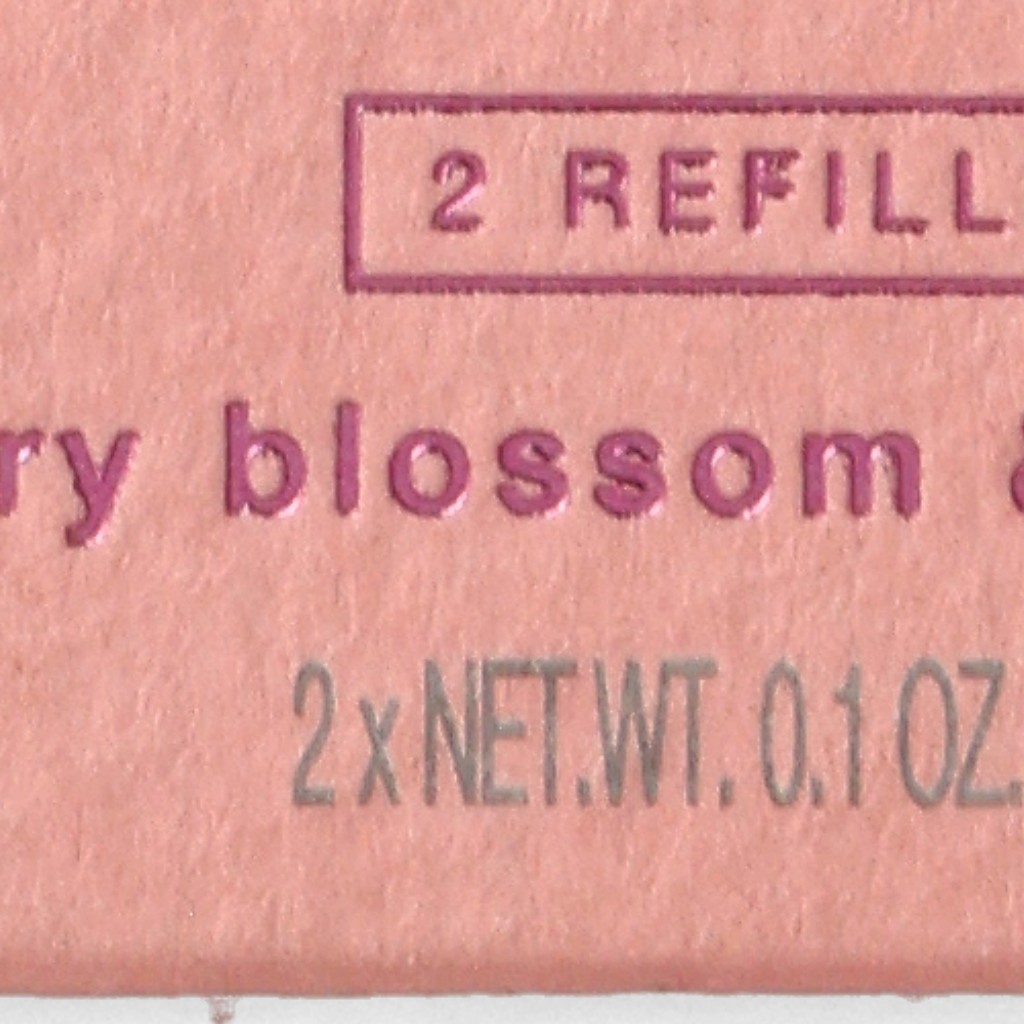 2 REFILL
ry blossom &
2 x NET.WT. 0.1 OZ.